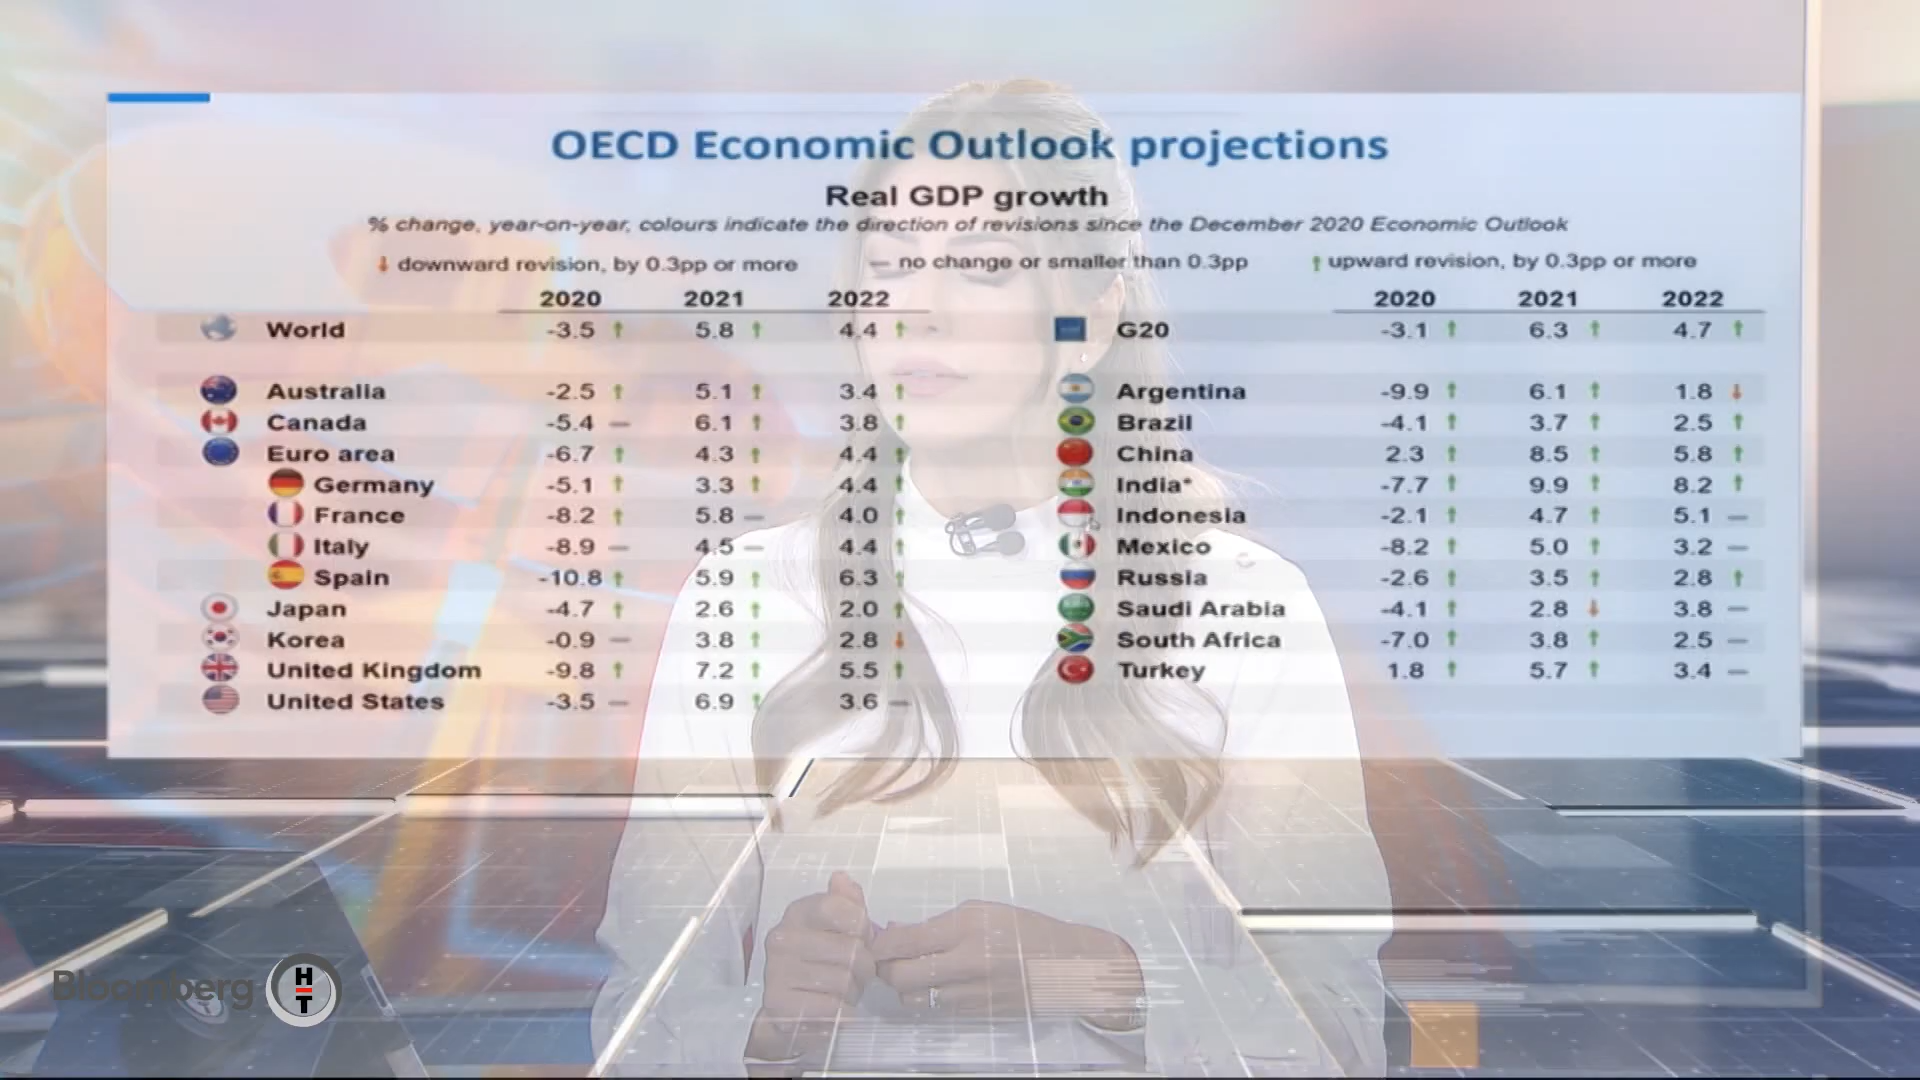 OECD Economic Outlook projections
Real GDP growth
% change, year-on-year, colours indicate the direction of revisions since the December 2020 Economic Outlook
↓ downward revision, by 0.3pp or more — no change or smaller than 0.3pp ↑ upward revision, by 0.3pp or more
2020 2021 2022 2020 2021 2022
World -3.5 ↑ 5.8 ↑ 4.4 ↑ G20 -3.1 ↑ 6.3 ↑ 4.7 ↑
Australia -2.5 ↑ 5.1 ↑ 3.4 ↑ Argentina -9.9 ↑ 6.1 ↑ 1.8 ↓
Canada -5.4 — 6.1 ↑ 3.8 ↑ Brazil -4.1 ↑ 3.7 ↑ 2.5 ↑
Euro area -6.7 ↑ 4.3 ↑ 4.4 ↑ China 2.3 ↑ 8.5 ↑ 5.8 ↑
Germany -5.1 ↑ 3.3 ↑ 4.4 ↑ India* -7.7 ↑ 9.9 ↑ 8.2 ↑
France -8.2 ↑ 5.8 — 4.0 ↑ Indonesia -2.1 ↑ 4.7 ↑ 5.1 —
Italy -8.9 — 4.5 — 4.4 ↑ Mexico -8.2 ↑ 5.0 ↑ 3.2 —
Spain -10.8 ↑ 5.9 ↑ 6.3 ↑ Russia -2.6 ↑ 3.5 ↑ 2.8 ↑
Japan -4.7 ↑ 2.6 ↑ 2.0 ↑ Saudi Arabia -4.1 ↑ 2.8 ↓ 3.8 —
Korea -0.9 — 3.8 ↑ 2.8 ↓ South Africa -7.0 ↑ 3.8 ↑ 2.5 —
United Kingdom -9.8 ↑ 7.2 ↑ 5.5 ↑ Turkey 1.8 ↑ 5.7 ↑ 3.4 —
United States -3.5 — 6.9 ↑ 3.6 —
Bloomberg HT